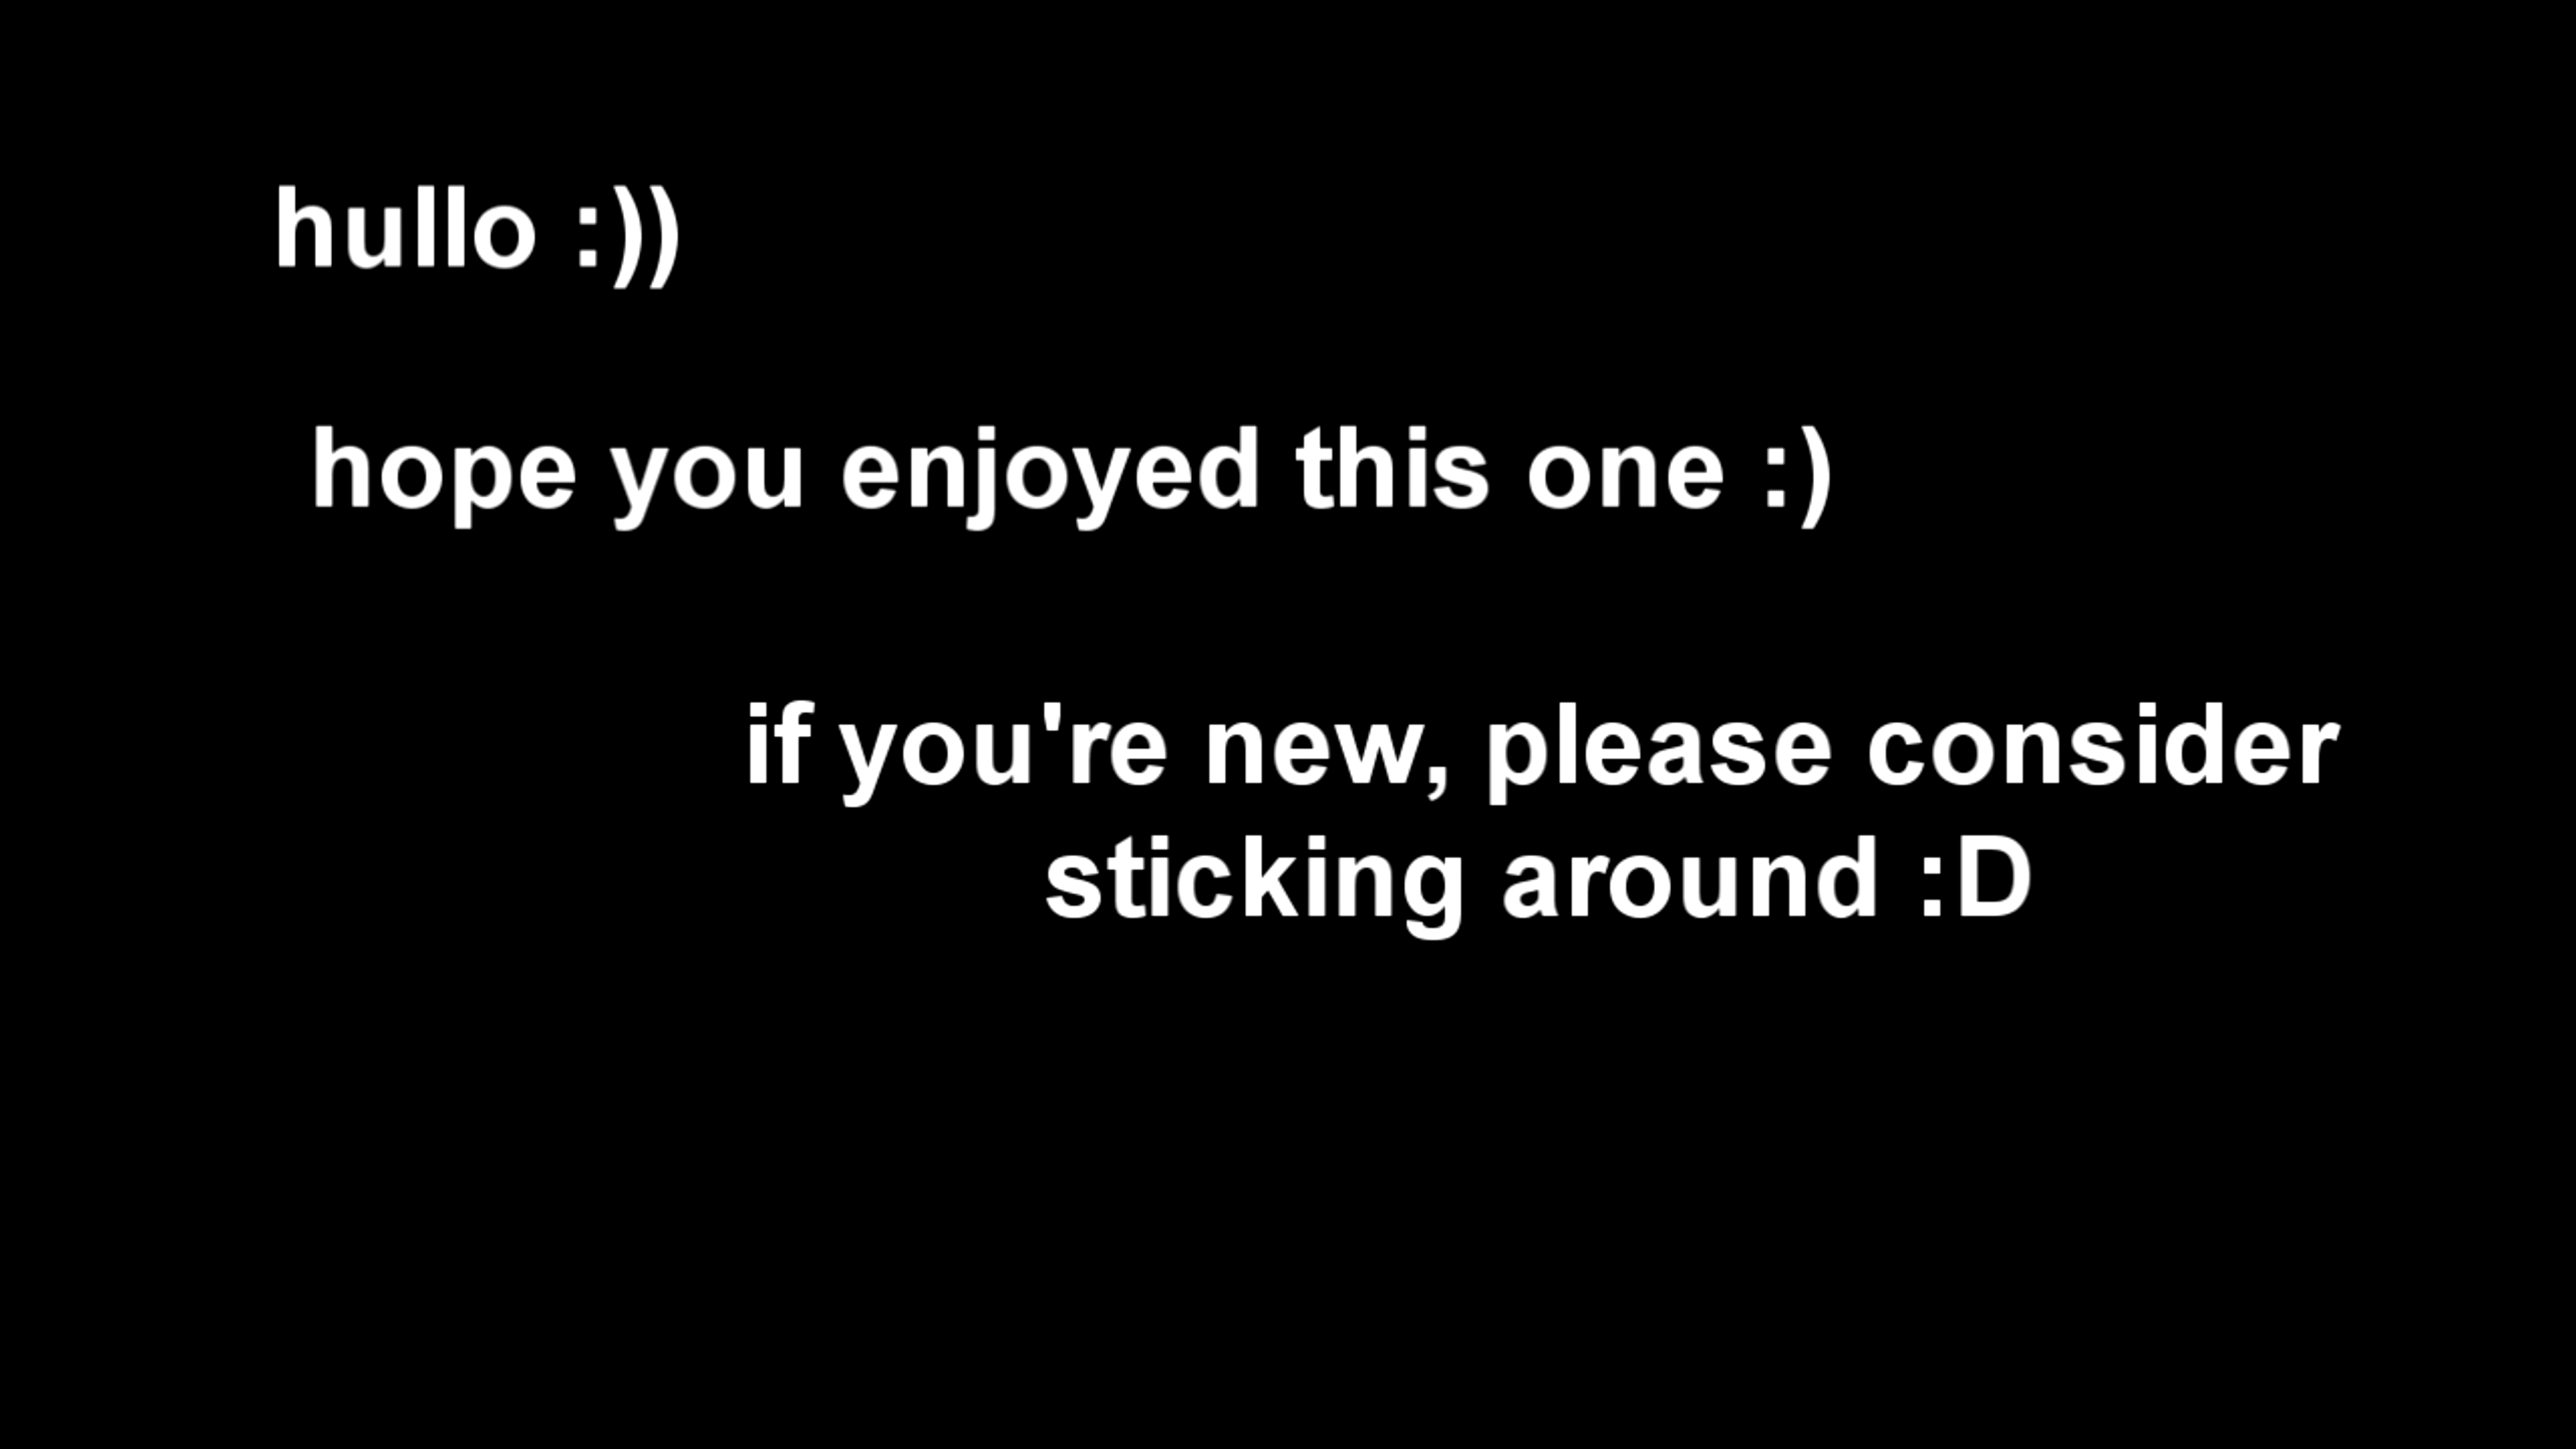 hullo :))
hope you enjoyed this one :)
if you're new, please consider
sticking around :D